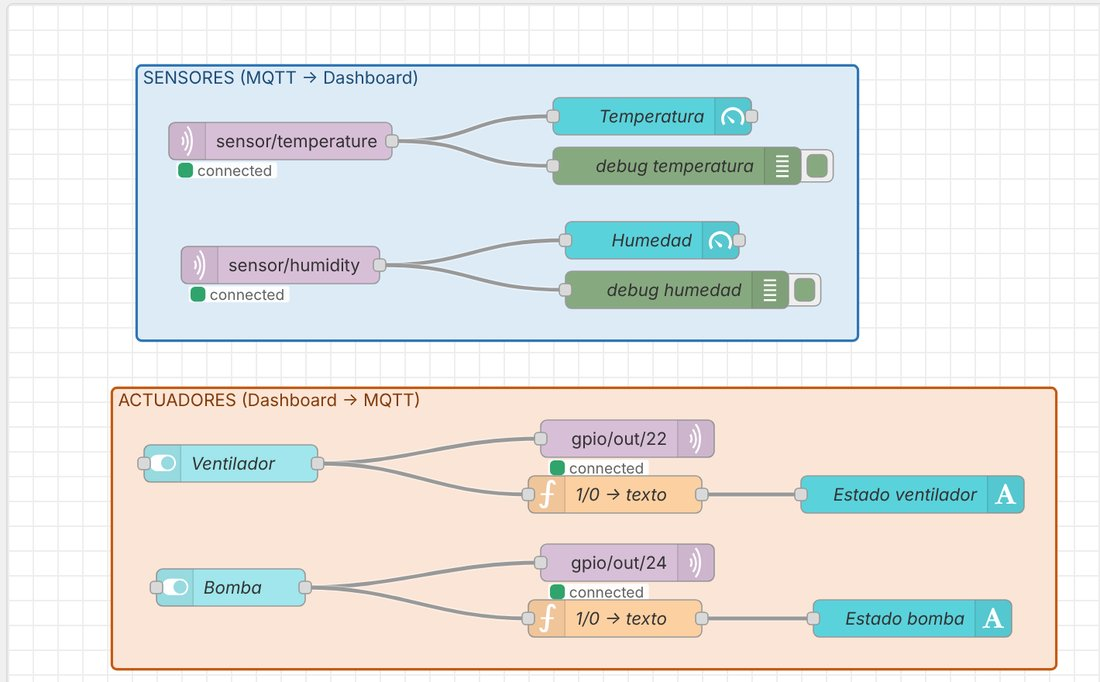 SENSORES (MQTT → Dashboard)
sensor/temperature
connected
Temperatura
debug temperatura
sensor/humidity
connected
Humedad
debug humedad
ACTUADORES (Dashboard → MQTT)
Ventilador
gpio/out/22
connected
1/0 → texto
Estado ventilador
A
Bomba
gpio/out/24
connected
1/0 → texto
Estado bomba
A